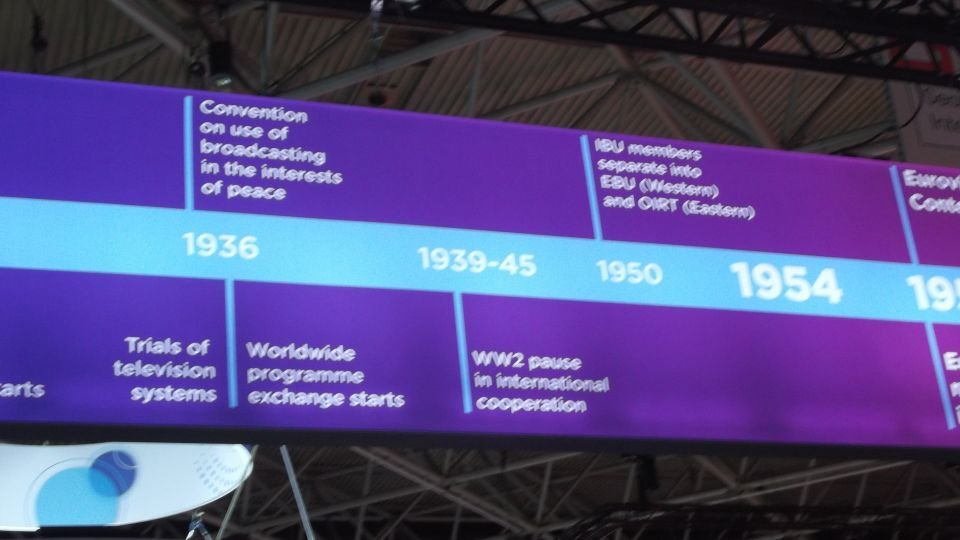 Convention
on use of
broadcasting
in the interests
of peace
IBU members
separate into
EBU (Western)
and OIRT (Eastern)
1936
1939-45
1950
1954
Trials of
television
systems
Worldwide
programme
exchange starts
WW2 pause
in international
cooperation